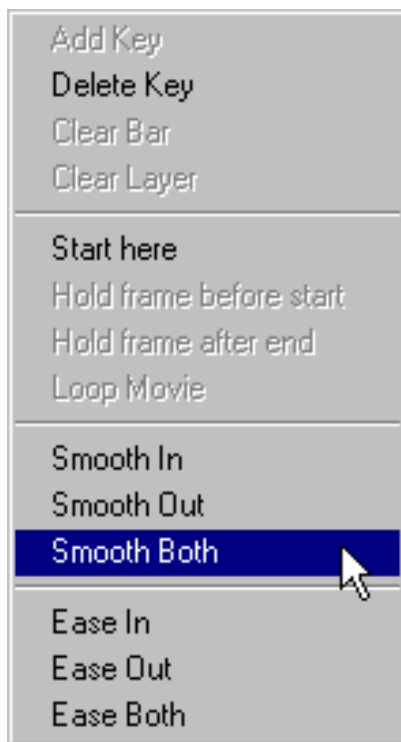 Add Key
Delete Key
Clear Bar
Clear Layer
Start here
Hold frame before start
Hold frame after end
Loop Movie
Smooth In
Smooth Out
Smooth Both
Ease In
Ease Out
Ease Both